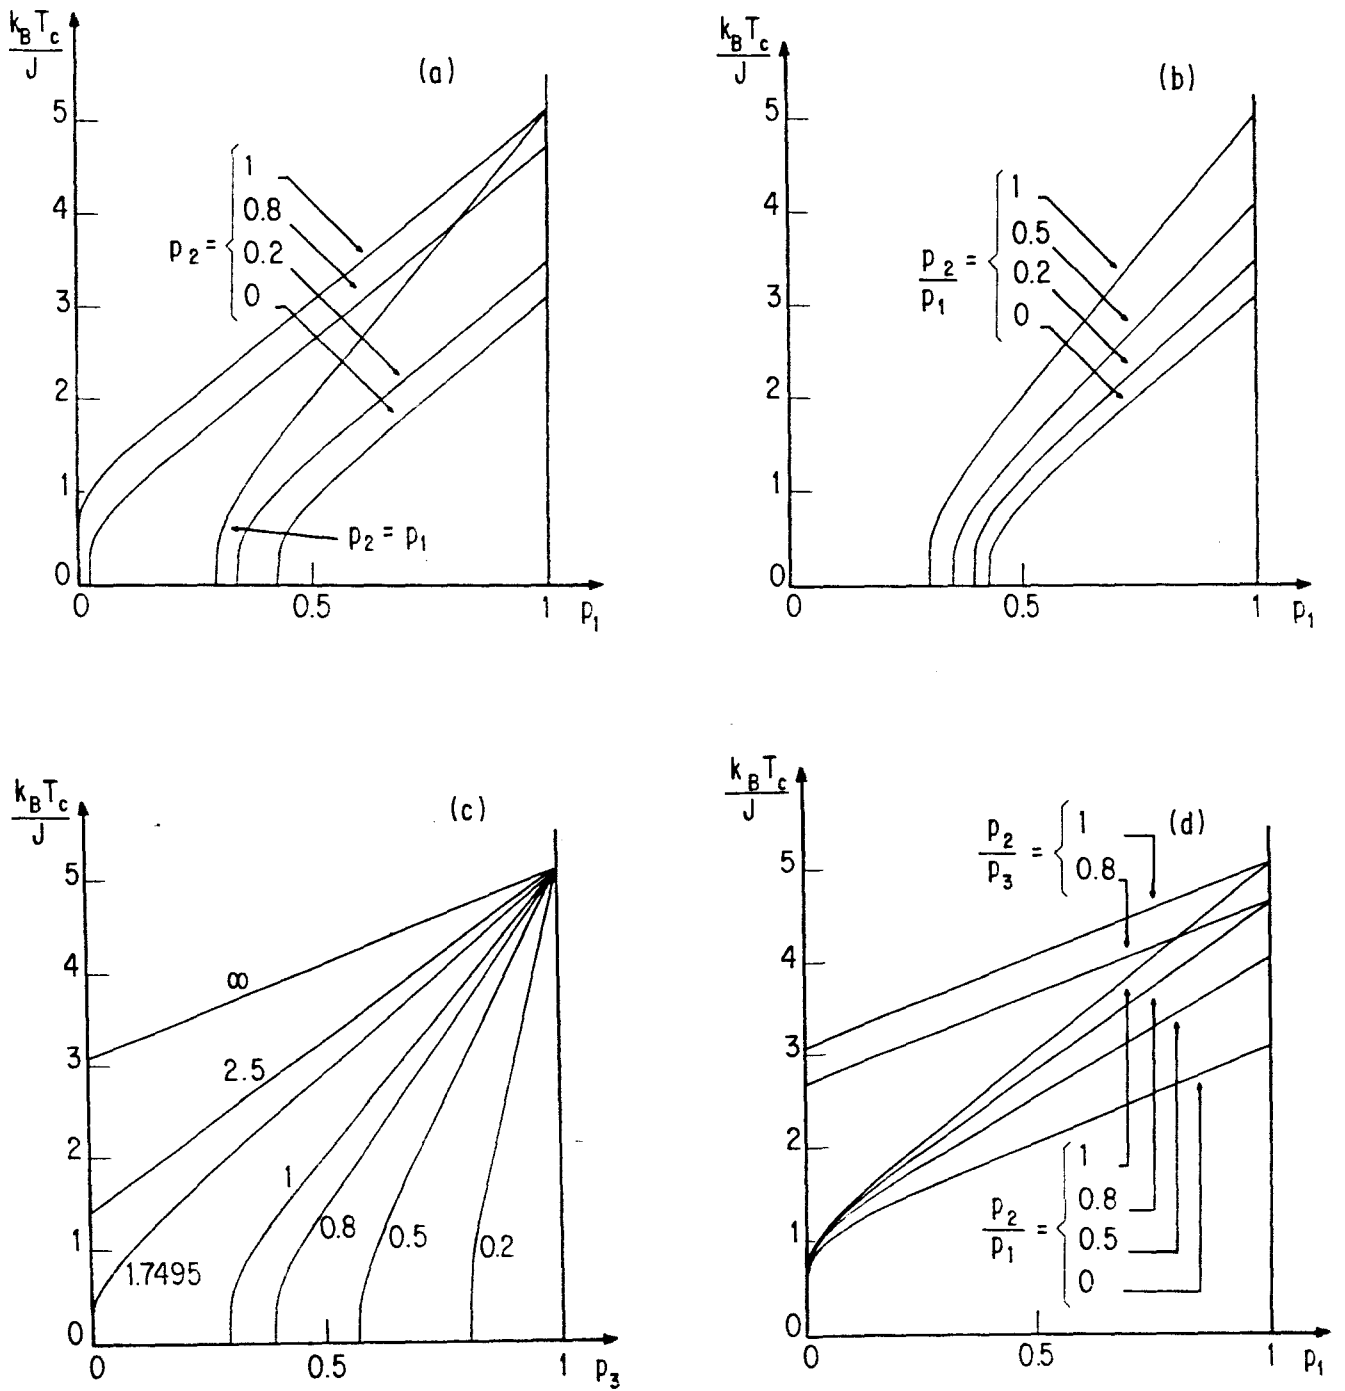 k_B T_c / J
(a)
5
4
3
2
1
0
p_2 = { 1
0.8
0.2
0
p_2 = p_1
0 0.5 1 p_1
k_B T_c / J
(b)
5
4
3
2
1
0
p_2 / p_1 = { 1
0.5
0.2
0
0 0.5 1 p_1
k_B T_c / J
(c)
5
4
3
2
1
0
∞
2.5
1.7495
1
0.8
0.5
0.2
0 0.5 1 p_3
k_B T_c / J
(d)
5
4
3
2
1
0
p_2 / p_3 = { 1
0.8
p_2 / p_1 = { 1
0.8
0.5
0
0 0.5 1 p_1